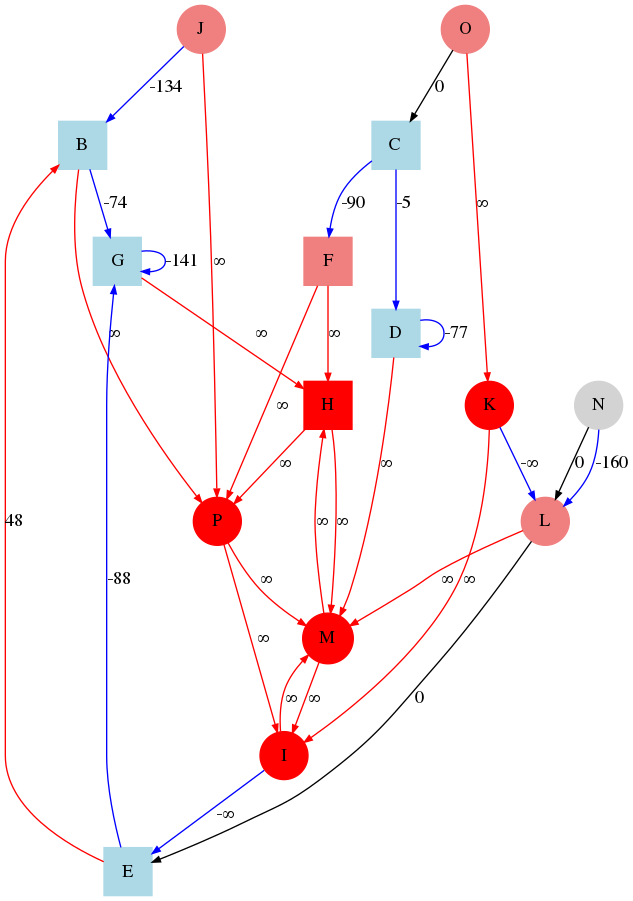 J
O
-134
0
B
C
-74
-90
-5
∞
G
-141
∞
F
D
-77
∞
∞
∞
∞
H
K
N
∞
∞
-∞
0
-160
P
∞
∞
L
48
-88
∞
∞
∞
∞
M
∞
∞
0
I
-∞
E